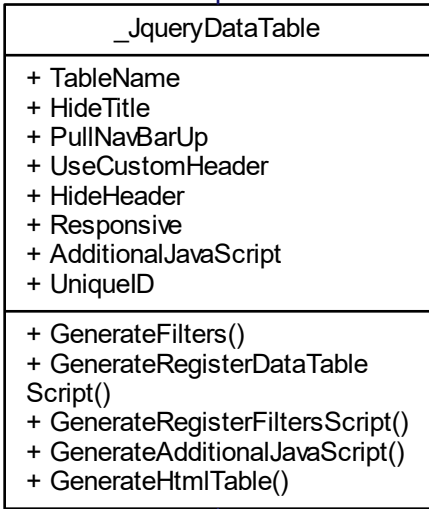 _JqueryDataTable
+ TableName
+ HideTitle
+ PullNavBarUp
+ UseCustomHeader
+ HideHeader
+ Responsive
+ AdditionalJavaScript
+ UniqueID
+ GenerateFilters()
+ GenerateRegisterDataTable
Script()
+ GenerateRegisterFiltersScript()
+ GenerateAdditionalJavaScript()
+ GenerateHtmlTable()